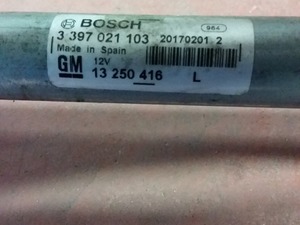 BOSCH 964
3 397 021 103 20170201 2
Made in Spain
GM 12V
13 250 416 L